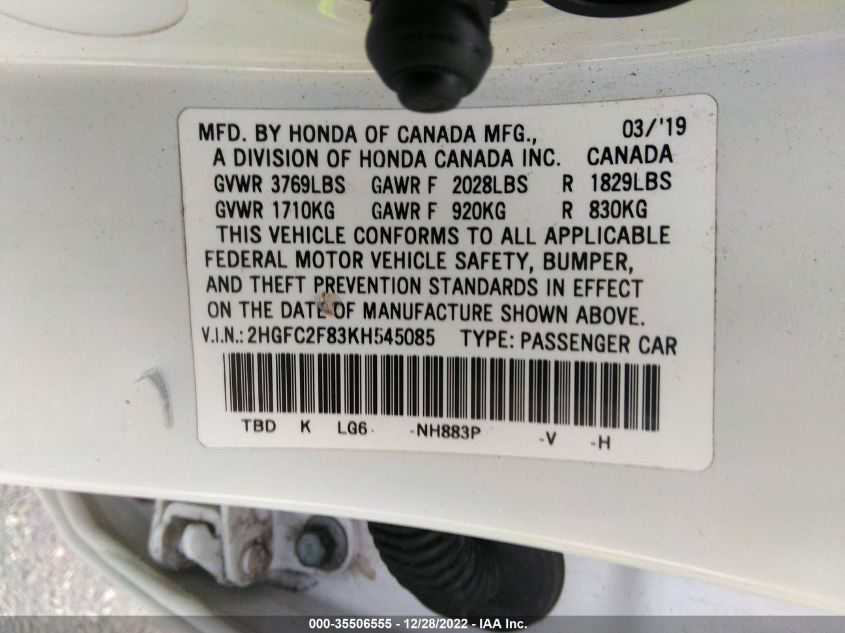 MFD. BY HONDA OF CANADA MFG., 03/'19
A DIVISION OF HONDA CANADA INC. CANADA
GVWR 3769LBS GAWR F 2028LBS R 1829LBS
GVWR 1710KG GAWR F 920KG R 830KG
THIS VEHICLE CONFORMS TO ALL APPLICABLE
FEDERAL MOTOR VEHICLE SAFETY, BUMPER,
AND THEFT PREVENTION STANDARDS IN EFFECT
ON THE DATE OF MANUFACTURE SHOWN ABOVE.
V.I.N.: 2HGFC2F83KH545085 TYPE: PASSENGER CAR
TBD K LG6 -NH883P -V -H
000-35506555 / 12/28/2022 - IAA Inc.